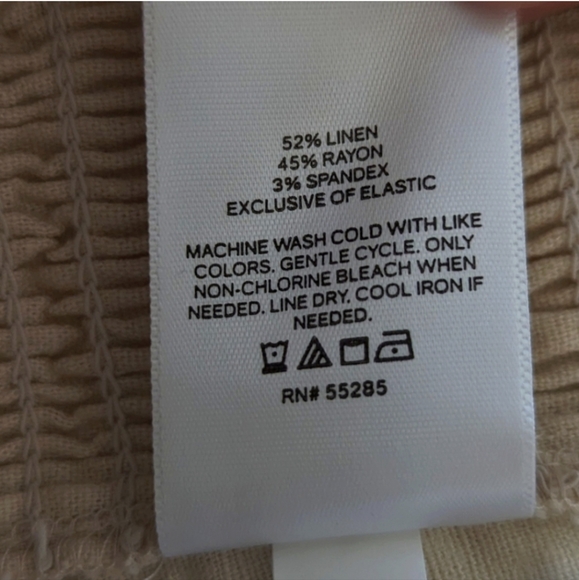 52% LINEN
45% RAYON
3% SPANDEX
EXCLUSIVE OF ELASTIC
MACHINE WASH COLD WITH LIKE
COLORS. GENTLE CYCLE. ONLY
NON-CHLORINE BLEACH WHEN
NEEDED. LINE DRY. COOL IRON IF
NEEDED.
RN# 55285